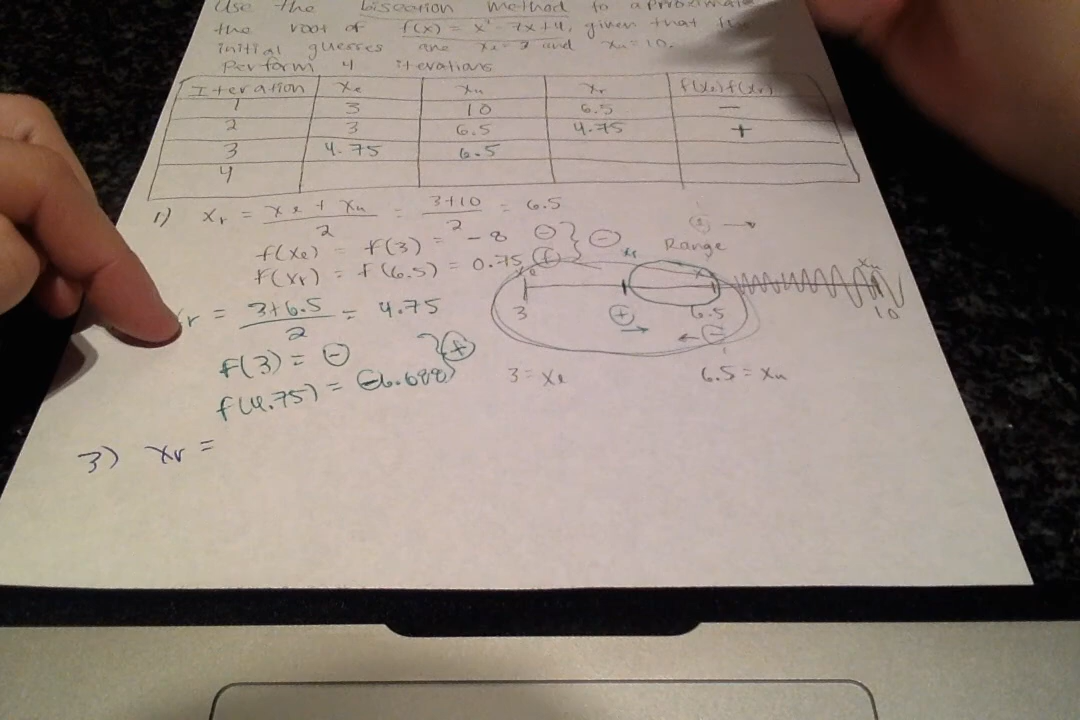 Use the bisection method to approximate
the root of f(x) = x² - 7x + 4, given that the
initial guesses are xₗ = 3 and xᵤ = 10.
Perform 4 iterations
Iteration xₗ xᵤ xᵣ f(xₗ)f(xᵣ)
1 3 10 6.5 −
2 3 6.5 4.75 +
3 4.75 6.5
4
1) xᵣ = (xₗ + xᵤ)/2 = (3+10)/2 = 6.5
f(xₗ) = f(3) = -8 ⊖ } ⊖
f(xᵣ) = f(6.5) = 0.75 ⊕
r = (3+6.5)/2 = 4.75
f(3) = ⊖ } ⊕
f(4.75) = ⊖6.688
3) xᵣ =
Range
xₗ xᵣ xᵤ
3 ⊕ 6.5 10
→ ← ⊖
3 = xₗ 6.5 = xᵤ